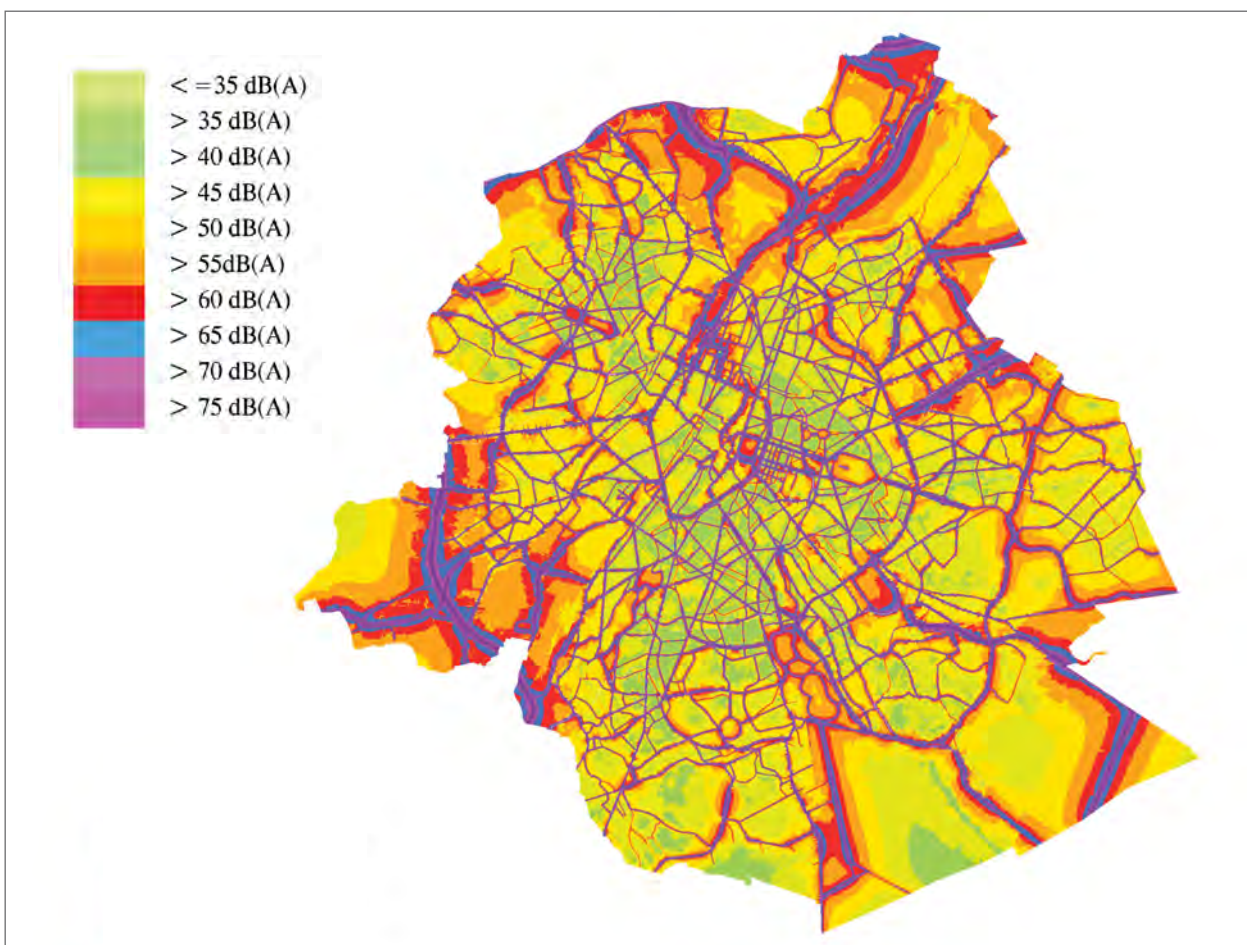 < =35 dB(A)
> 35 dB(A)
> 40 dB(A)
> 45 dB(A)
> 50 dB(A)
> 55dB(A)
> 60 dB(A)
> 65 dB(A)
> 70 dB(A)
> 75 dB(A)